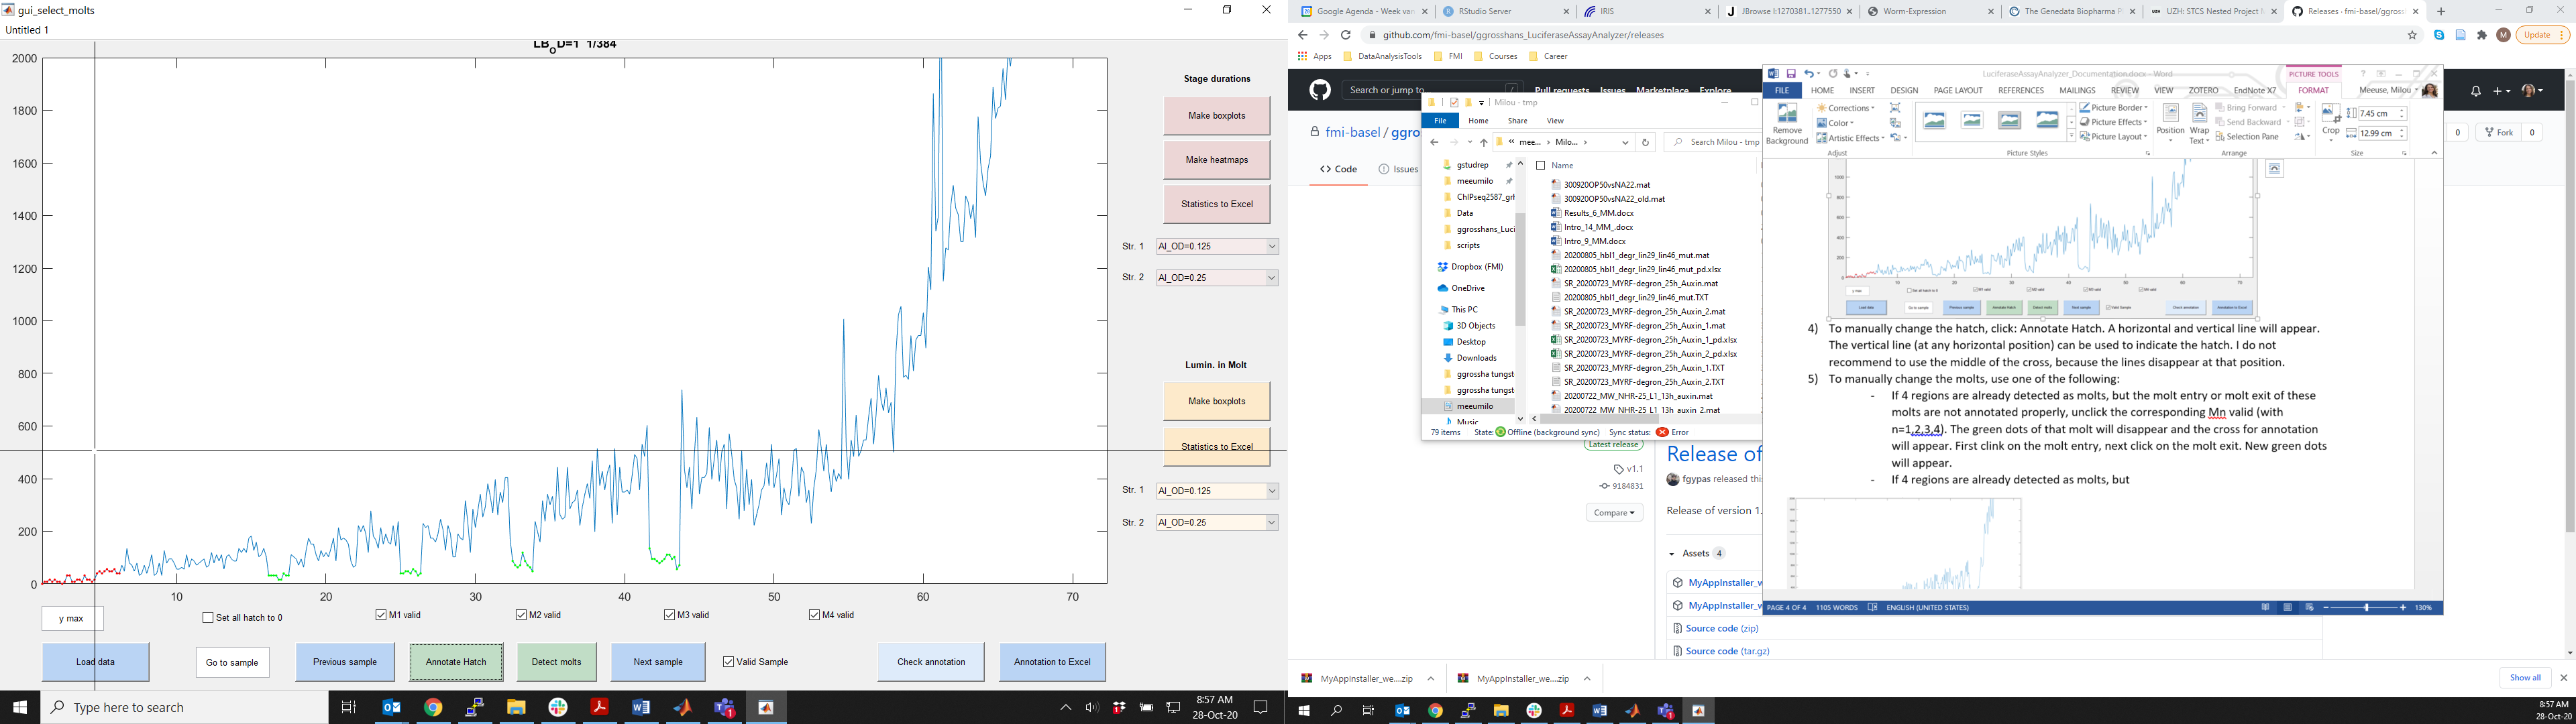 gui_select_molts
Untitled 1
LB_OD=1 1/384
2000
1800
1600
1400
1200
1000
800
600
400
200
0
10 20 30 40 50 60 70
Stage durations
Make boxplots
Make heatmaps
Statistics to Excel
Str. 1 Al_OD=0.125
Str. 2 Al_OD=0.25
Lumin. in Molt
Make boxplots
Statistics to Excel
Str. 1 Al_OD=0.125
Str. 2 Al_OD=0.25
y max
Set all hatch to 0
M1 valid
M2 valid
M3 valid
M4 valid
Load data
Go to sample
Previous sample
Annotate Hatch
Detect molts
Next sample
Valid Sample
Check annotation
Annotation to Excel
Type here to search
8:57 AM
28-Oct-20
Google Agenda - Week van
RStudio Server
IRIS
JBrowse I:1270381..1277550
Worm-Expression
The Genedata Biopharma P
UZH: STCS Nested Project
Releases · fmi-basel/ggross
github.com/fmi-basel/ggrosshans_LuciferaseAssayAnalyzer/releases
Update
Apps
DataAnalysisTools
FMI
Courses
Career
Search or jump to
Pull requests Issues Marketplace Explore
fmi-basel / ggro
Code
Issues
0
Fork 0
Milou - tmp
File Home Share View
« mee... › Milou... ›
Search Milou - tmp
gstudrep
meeumilo
ChIPseq2587_grl
Data
ggrosshans_Luci
scripts
Dropbox (FMI)
OneDrive
This PC
3D Objects
Desktop
Downloads
ggrossha tungst
ggrossha tungst
meeumilo
Music
Name
300920OP50vsNA22.mat
300920OP50vsNA22_old.mat
Results_6_MM.docx
Intro_14_MM_.docx
Intro_9_MM.docx
20200805_hbl1_degr_lin29_lin46_mut.mat
20200805_hbl1_degr_lin29_lin46_mut_pd.xlsx
SR_20200723_MYRF-degron_25h_Auxin.mat
20200805_hbl1_degr_lin29_lin46_mut.TXT
SR_20200723_MYRF-degron_25h_Auxin_2.mat
SR_20200723_MYRF-degron_25h_Auxin_1.mat
SR_20200723_MYRF-degron_25h_Auxin_1_pd.xlsx
SR_20200723_MYRF-degron_25h_Auxin_2_pd.xlsx
SR_20200723_MYRF-degron_25h_Auxin_1.TXT
SR_20200723_MYRF-degron_25h_Auxin_2.TXT
20200722_MW_NHR-25_L1_13h_auxin.mat
20200722_MW_NHR-25_L1_13h_auxin_2.mat
79 items State: Offline (background sync) Sync status: Error
Latest release
v1.1
9184831
Compare
Release of
fgypas released this
Release of version 1.
Assets 4
MyAppInstaller_w
MyAppInstaller_w
Source code (zip)
Source code (tar.gz)
LuciferaseAssayAnalyzer_Documentation.docx - Word
PICTURE TOOLS
FILE HOME INSERT DESIGN PAGE LAYOUT REFERENCES MAILINGS REVIEW VIEW ZOTERO EndNote X7 FORMAT
Meeuse, Milou
Remove Background
Corrections
Color
Artistic Effects
Adjust
Picture Styles
Picture Border
Picture Effects
Picture Layout
Position
Wrap Text
Bring Forward
Send Backward
Selection Pane
Arrange
Crop
7.45 cm
12.99 cm
Size
4) To manually change the hatch, click: Annotate Hatch. A horizontal and vertical line will appear.
The vertical line (at any horizontal position) can be used to indicate the hatch. I do not
recommend to use the middle of the cross, because the lines disappear at that position.
5) To manually change the molts, use one of the following:
- If 4 regions are already detected as molts, but the molt entry or molt exit of these
molts are not annotated properly, unclick the corresponding Mn valid (with
n=1,2,3,4). The green dots of that molt will disappear and the cross for annotation
will appear. First clink on the molt entry, next click on the molt exit. New green dots
will appear.
- If 4 regions are already detected as molts, but
PAGE 4 OF 4 1105 WORDS ENGLISH (UNITED STATES)
130%
MyAppInstaller_we....zip
MyAppInstaller_we....zip
Show all
8:57 AM
28-Oct-20